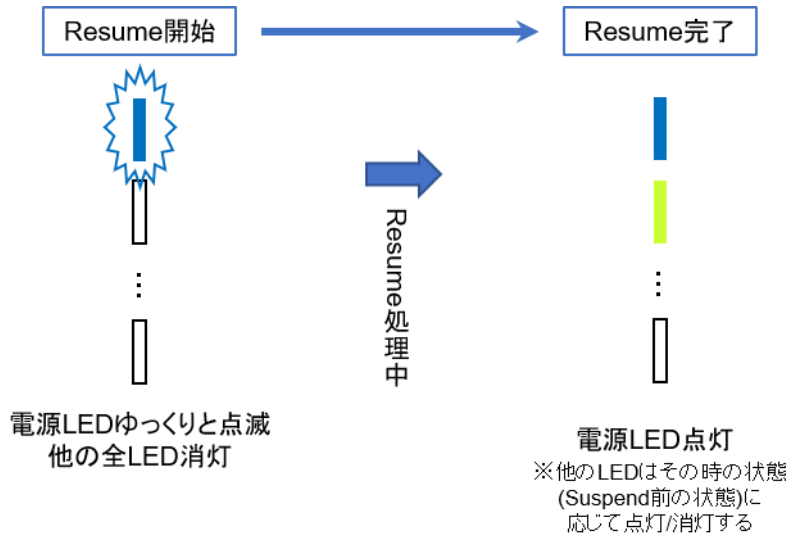 Resume開始
Resume完了
Resume処理中
⋮
⋮
電源LEDゆっくりと点滅
他の全LED消灯
電源LED点灯
※他のLEDはその時の状態
(Suspend前の状態)に
応じて点灯/消灯する